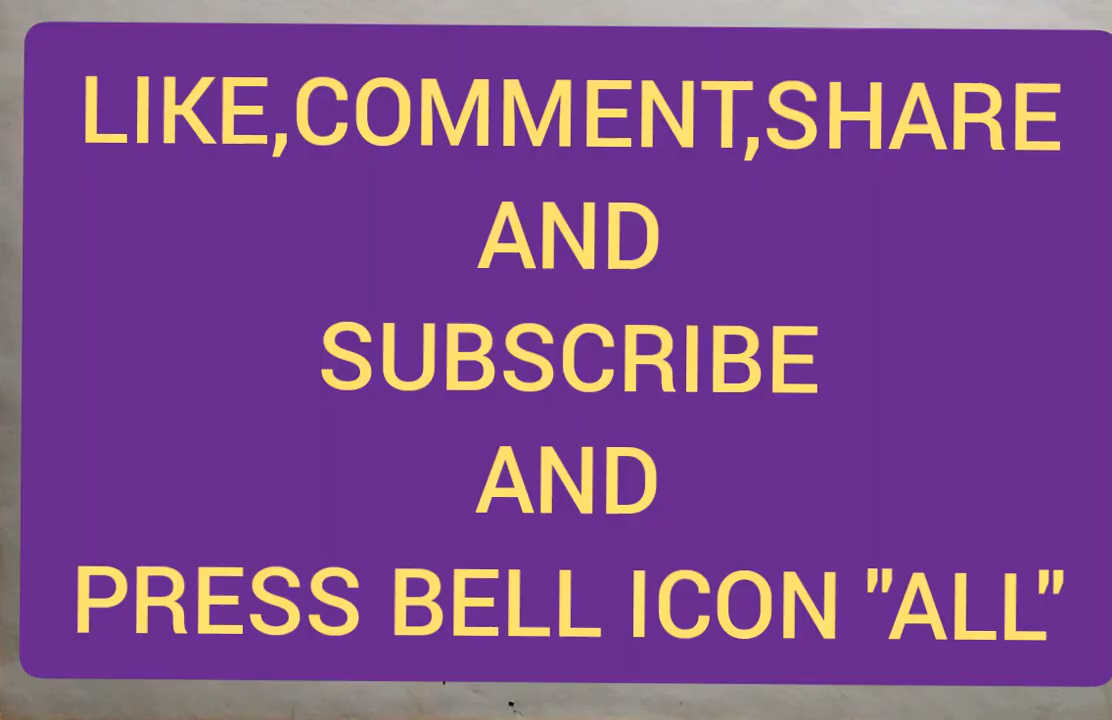 LIKE,COMMENT,SHARE
AND
SUBSCRIBE
AND
PRESS BELL ICON "ALL"